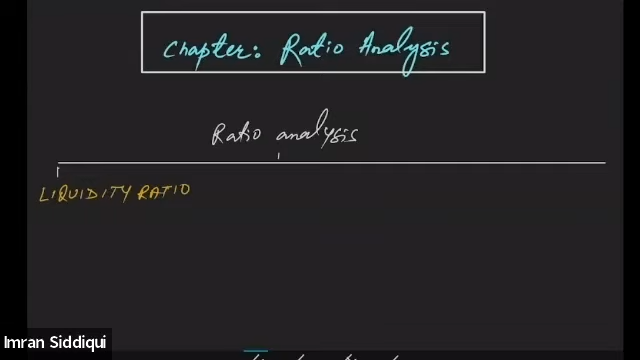 Chapter: Ratio Analysis
Ratio analysis
LIQUIDITY RATIO
Imran Siddiqui